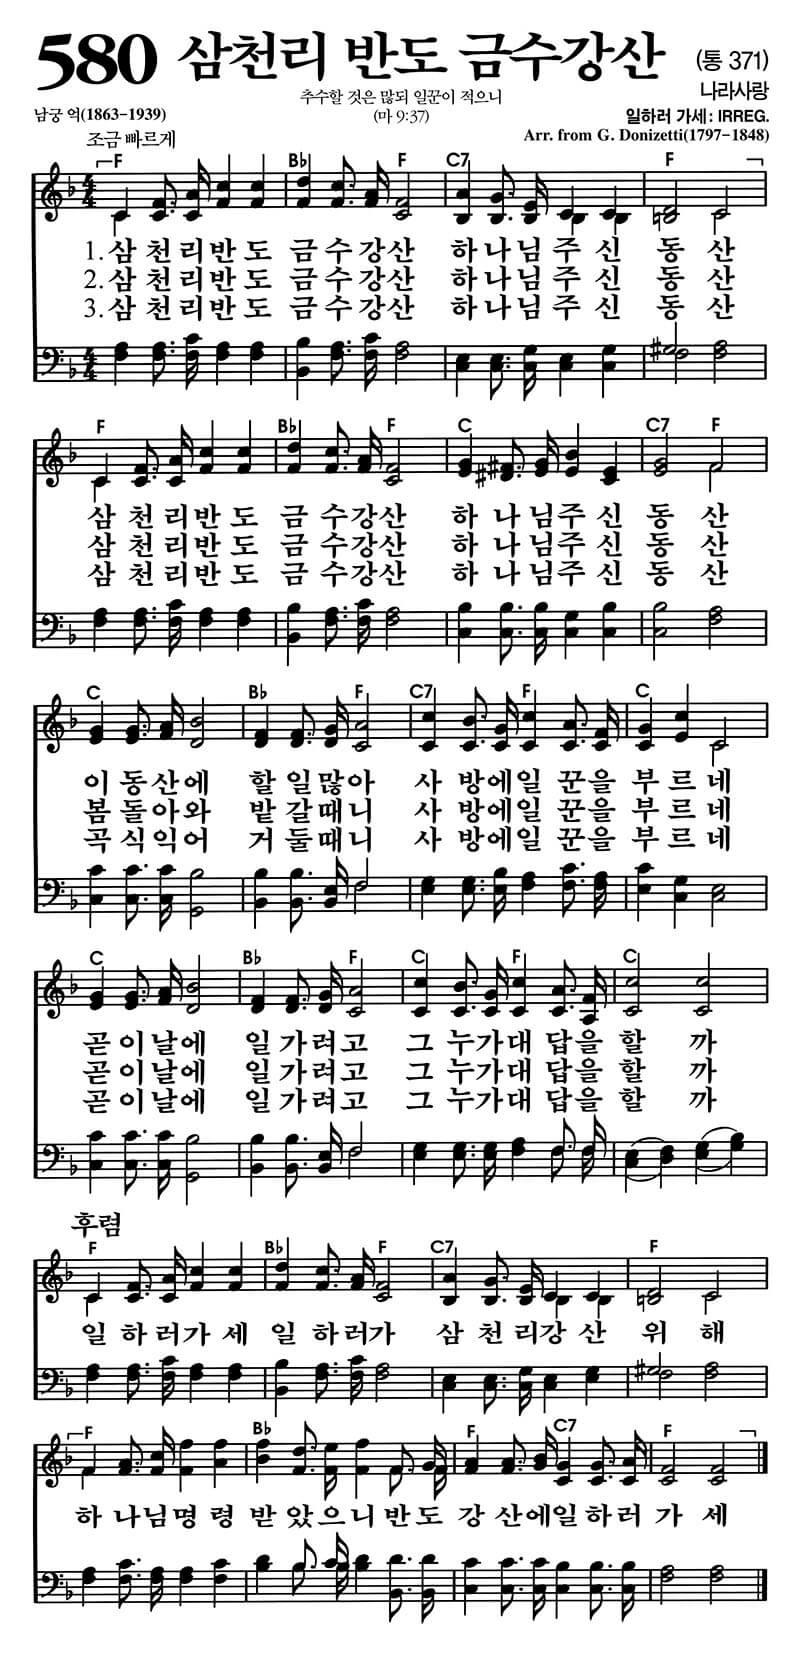 580 삼천리 반도 금수강산 (통 371)
추수할 것은 많되 일꾼이 적으니 나라사랑
남궁 억(1863-1939) (마 9:37) 일하러 가세: IRREG.
조금 빠르게 Arr. from G. Donizetti(1797-1848)
F B♭ F C7 F
1. 삼 천 리 반 도 금 수 강 산 하 나 님 주 신 동 산
2. 삼 천 리 반 도 금 수 강 산 하 나 님 주 신 동 산
3. 삼 천 리 반 도 금 수 강 산 하 나 님 주 신 동 산
F B♭ F C C7 F
삼 천 리 반 도 금 수 강 산 하 나 님 주 신 동 산
삼 천 리 반 도 금 수 강 산 하 나 님 주 신 동 산
삼 천 리 반 도 금 수 강 산 하 나 님 주 신 동 산
C B♭ F C7 F C
이 동 산 에 할 일 많 아 사 방 에 일 꾼 을 부 르 네
봄 돌 아 와 밭 갈 때 니 사 방 에 일 꾼 을 부 르 네
곡 식 익 어 거 둘 때 니 사 방 에 일 꾼 을 부 르 네
C B♭ F C F C
곧 이 날 에 일 가 려 고 그 누 가 대 답 을 할 까
곧 이 날 에 일 가 려 고 그 누 가 대 답 을 할 까
곧 이 날 에 일 가 려 고 그 누 가 대 답 을 할 까
후렴
F B♭ F C7 F
일 하 러 가 세 일 하 러 가 삼 천 리 강 산 위 해
F B♭ F C7 F
하 나 님 명 령 받 았 으 니 반 도 강 산 에 일 하 러 가 세